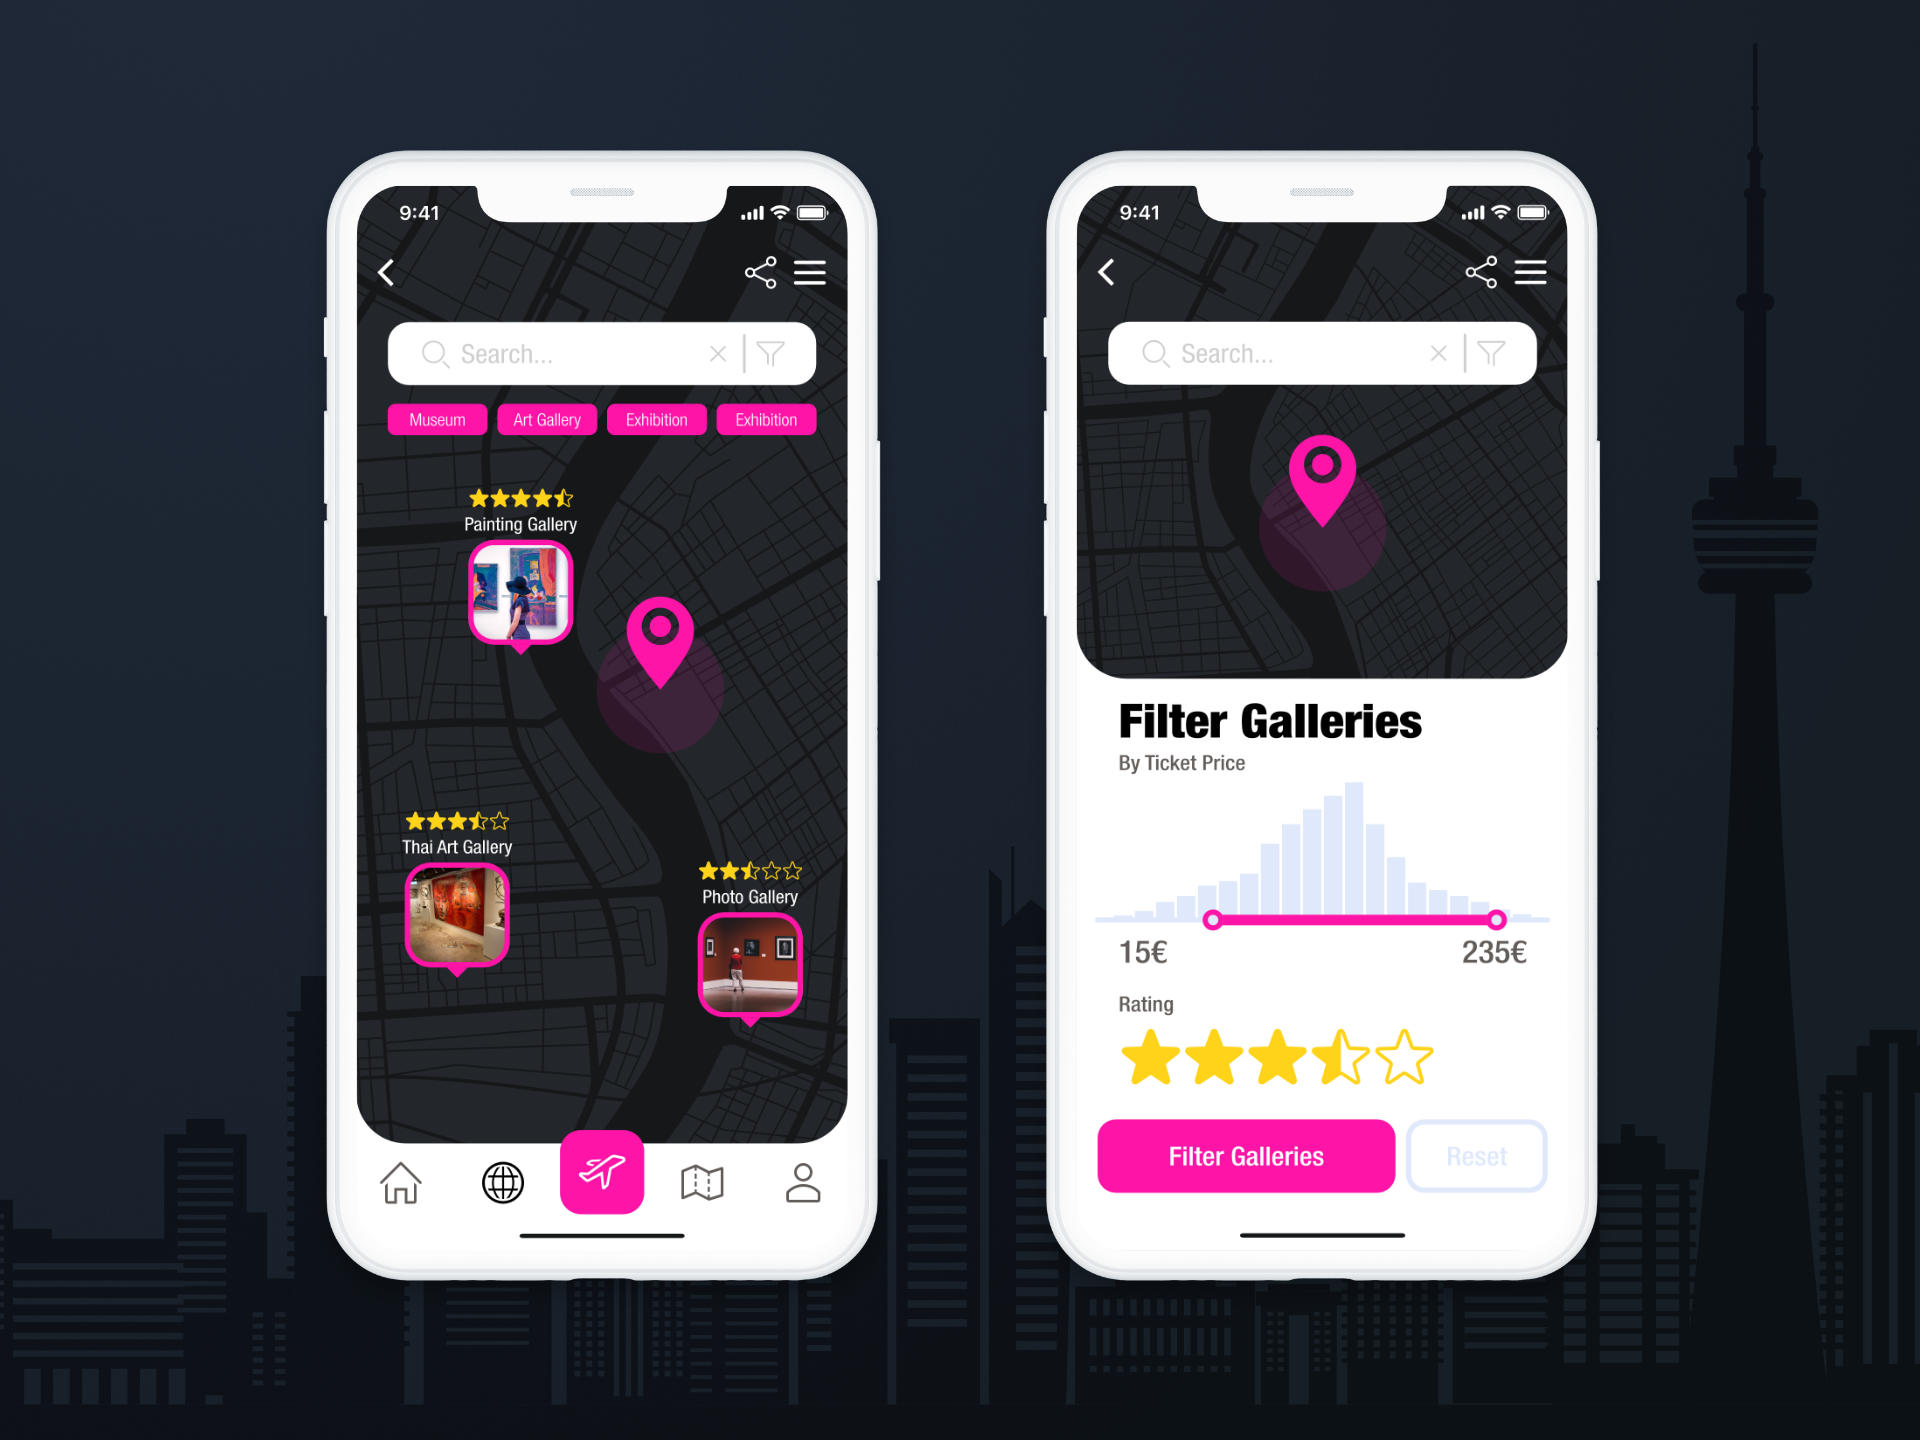 9:41
Search...
Museum
Art Gallery
Exhibition
Exhibition
Painting Gallery
Thai Art Gallery
Photo Gallery
9:41
Search...
Filter Galleries
By Ticket Price
15€
235€
Rating
Filter Galleries
Reset